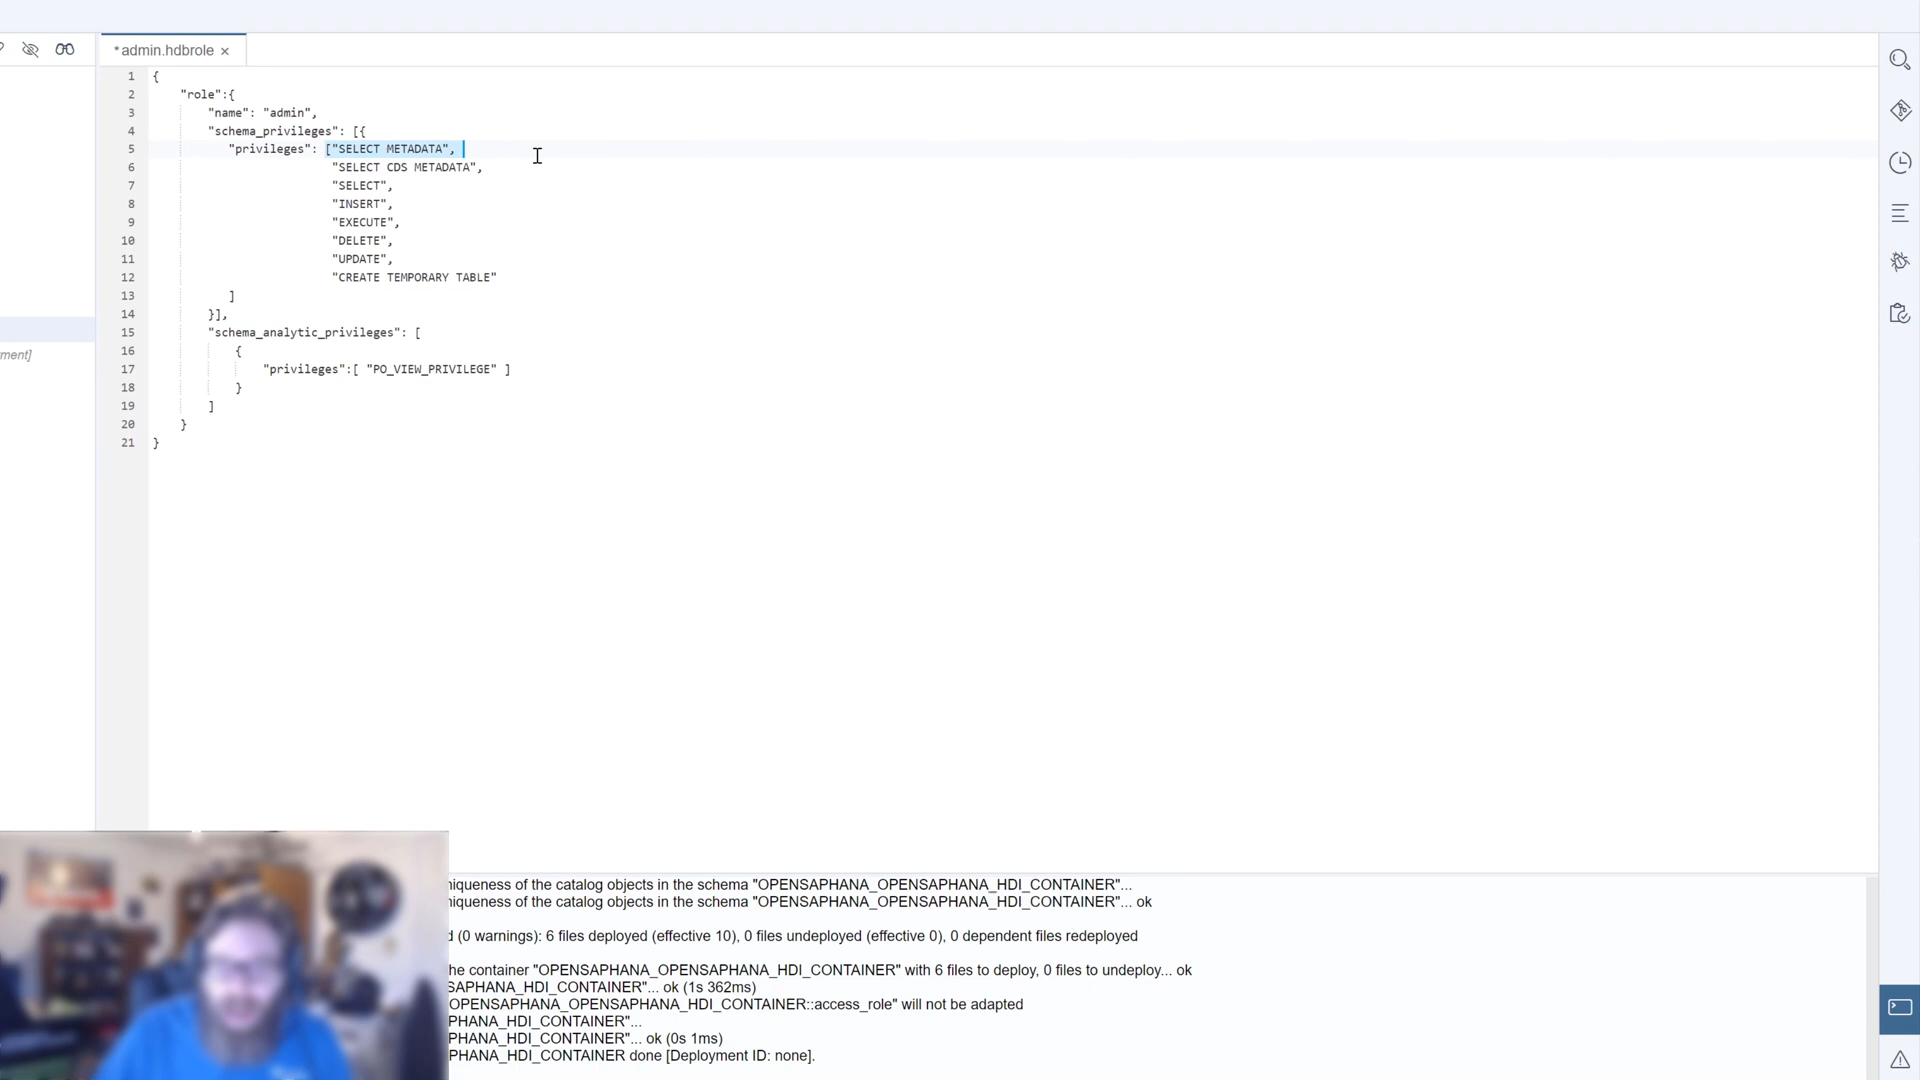 *admin.hdbrole ×
1 {
2 "role":{
3 "name": "admin",
4 "schema_privileges": [{
5 "privileges": ["SELECT METADATA",
6 "SELECT CDS METADATA",
7 "SELECT",
8 "INSERT",
9 "EXECUTE",
10 "DELETE",
11 "UPDATE",
12 "CREATE TEMPORARY TABLE"
13 ]
14 }],
15 "schema_analytic_privileges": [
16 {
17 "privileges":[ "PO_VIEW_PRIVILEGE" ]
18 }
19 ]
20 }
21 }
ment]
niqueness of the catalog objects in the schema "OPENSAPHANA_OPENSAPHANA_HDI_CONTAINER"...
niqueness of the catalog objects in the schema "OPENSAPHANA_OPENSAPHANA_HDI_CONTAINER"... ok
d (0 warnings): 6 files deployed (effective 10), 0 files undeployed (effective 0), 0 dependent files redeployed
he container "OPENSAPHANA_OPENSAPHANA_HDI_CONTAINER" with 6 files to deploy, 0 files to undeploy... ok
SAPHANA_HDI_CONTAINER"... ok (1s 362ms)
OPENSAPHANA_OPENSAPHANA_HDI_CONTAINER::access_role" will not be adapted
PHANA_HDI_CONTAINER"...
PHANA_HDI_CONTAINER"... ok (0s 1ms)
PHANA_HDI_CONTAINER done [Deployment ID: none].